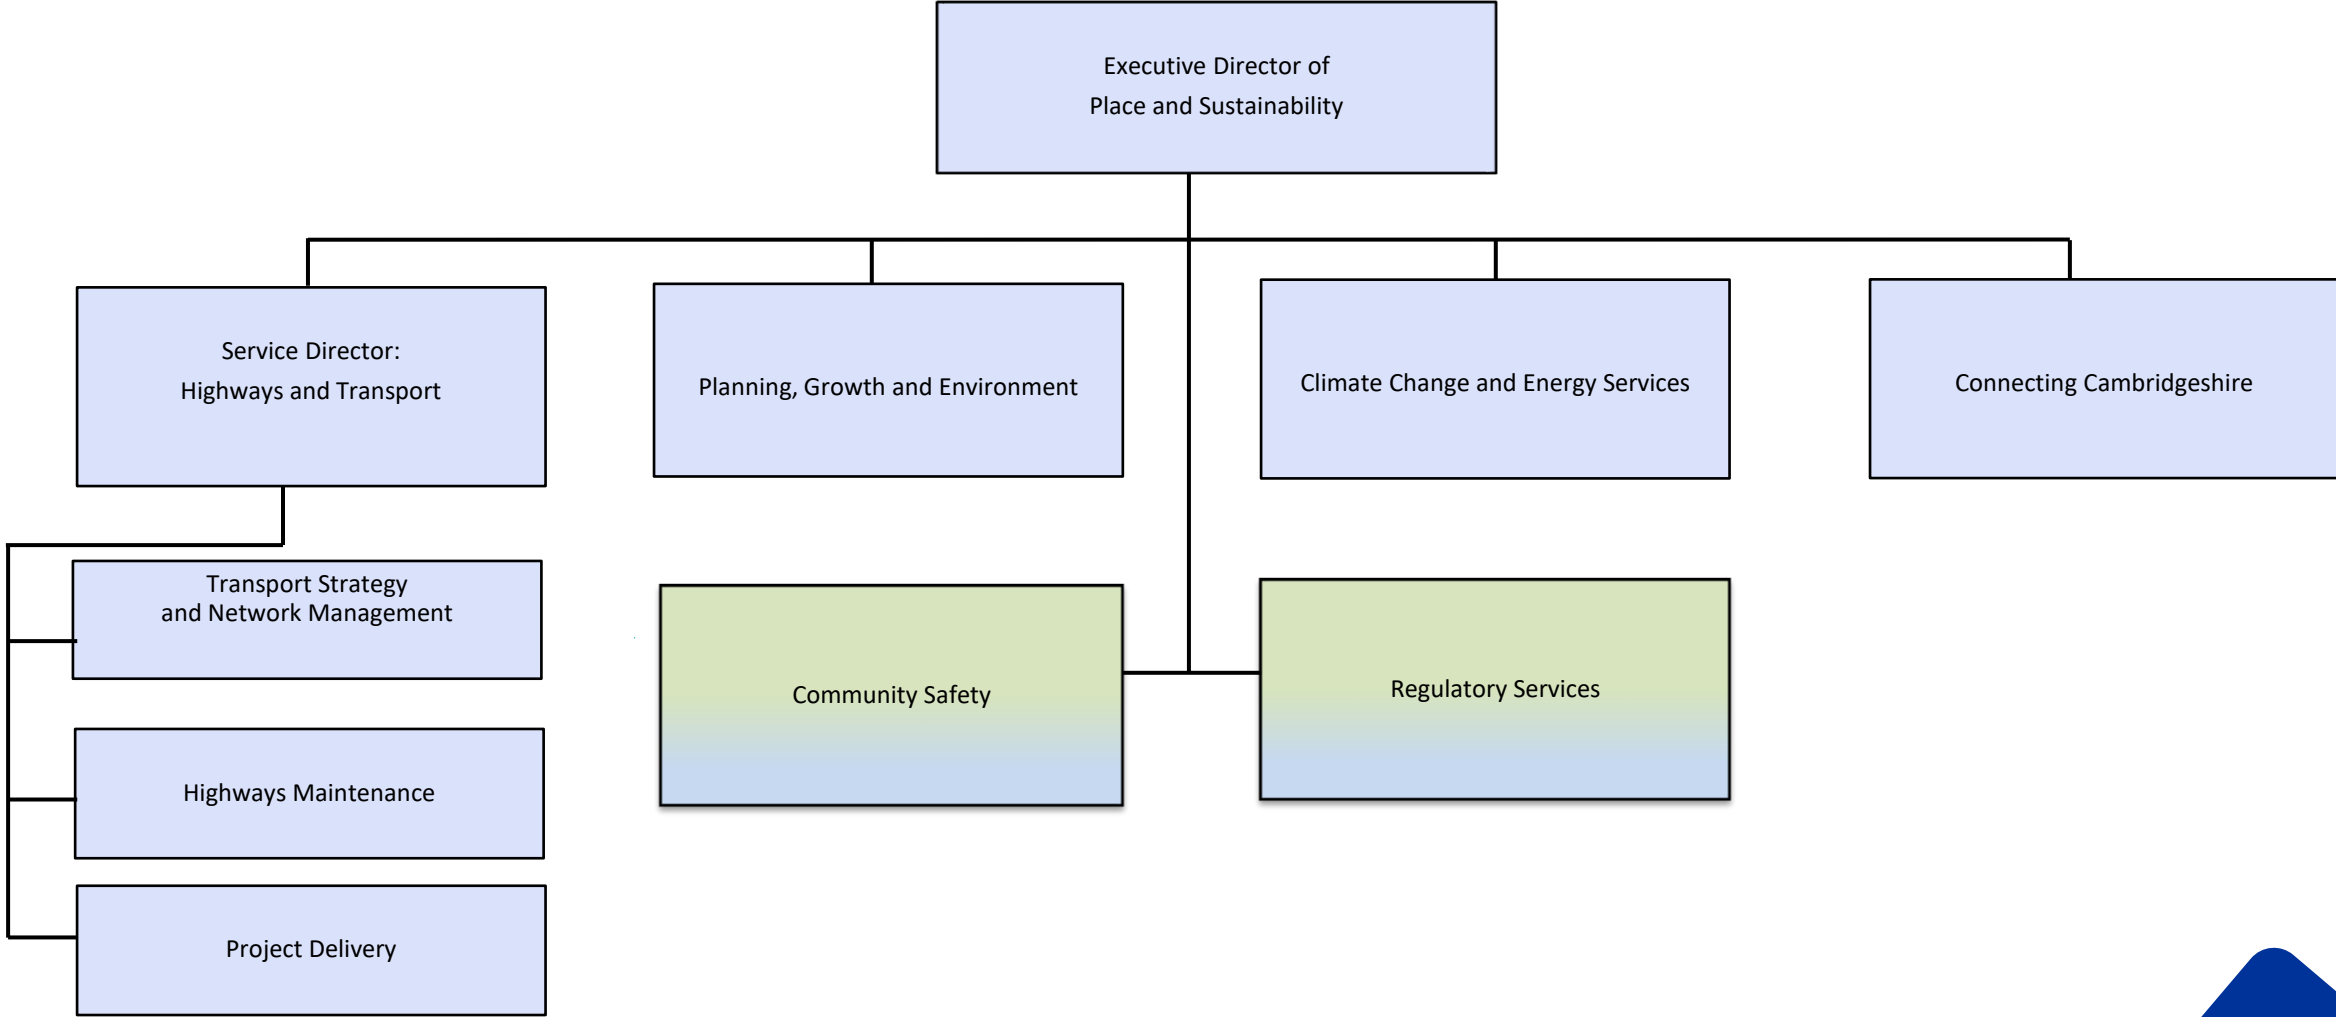 Executive Director of
Place and Sustainability
Service Director:
Highways and Transport
Planning, Growth and Environment
Climate Change and Energy Services
Connecting Cambridgeshire
Transport Strategy
and Network Management
Community Safety
Regulatory Services
Highways Maintenance
Project Delivery